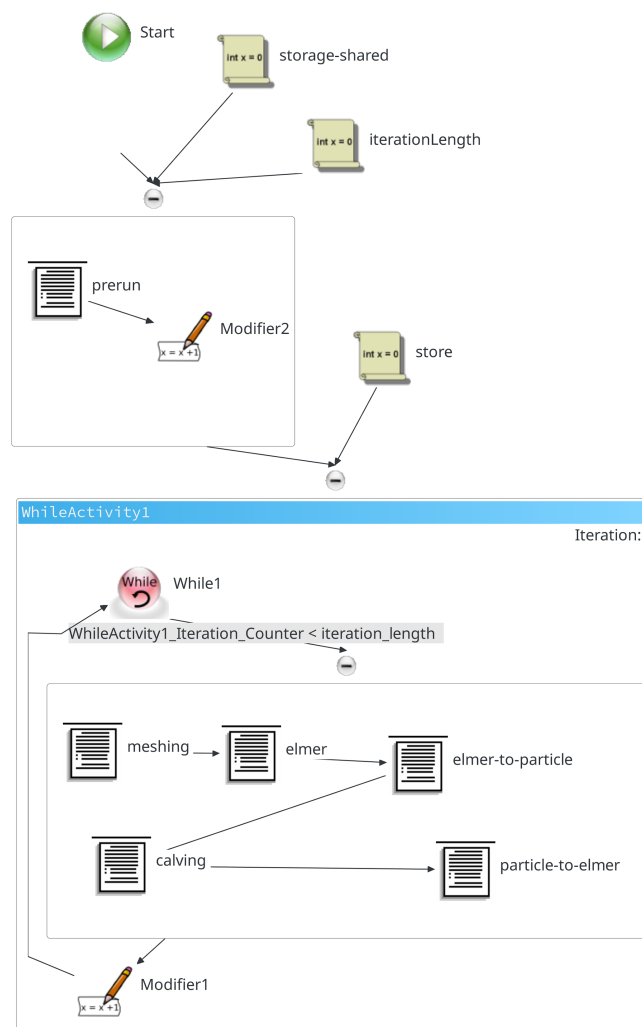 Start
int x = 0
storage-shared
int x = 0
iterationLength
prerun
x = x +1
Modifier2
int x = 0
store
WhileActivity1
Iteration:
While
While1
WhileActivity1_Iteration_Counter < iteration_length
meshing
elmer
elmer-to-particle
calving
particle-to-elmer
x = x +1
Modifier1